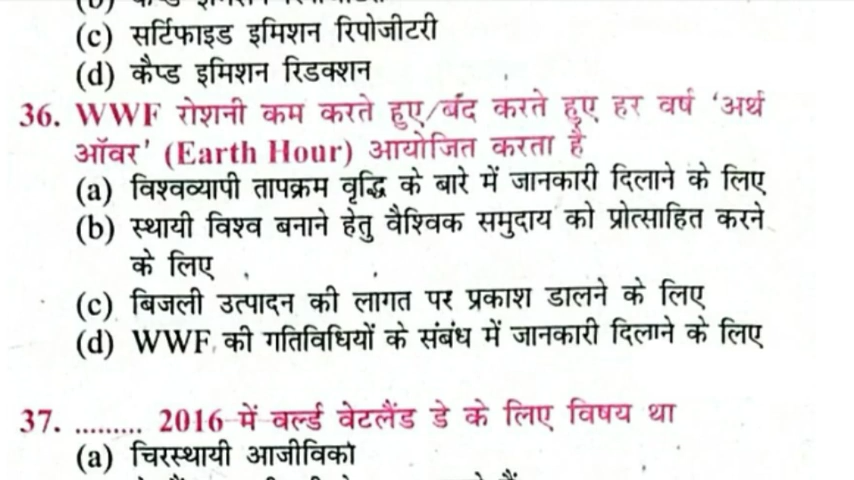 (c) सर्टिफाइड इमिशन रिपोजीटरी
(d) कैप्ड इमिशन रिडक्शन
36. WWF रोशनी कम करते हुए/बंद करते हुए हर वर्ष ‘अर्थ
ऑवर’ (Earth Hour) आयोजित करता है
(a) विश्वव्यापी तापक्रम वृद्धि के बारे में जानकारी दिलाने के लिए
(b) स्थायी विश्व बनाने हेतु वैश्विक समुदाय को प्रोत्साहित करने
के लिए
(c) बिजली उत्पादन की लागत पर प्रकाश डालने के लिए
(d) WWF की गतिविधियों के संबंध में जानकारी दिलाने के लिए
37. ......... 2016 में वर्ल्ड वेटलैंड डे के लिए विषय था
(a) चिरस्थायी आजीविका